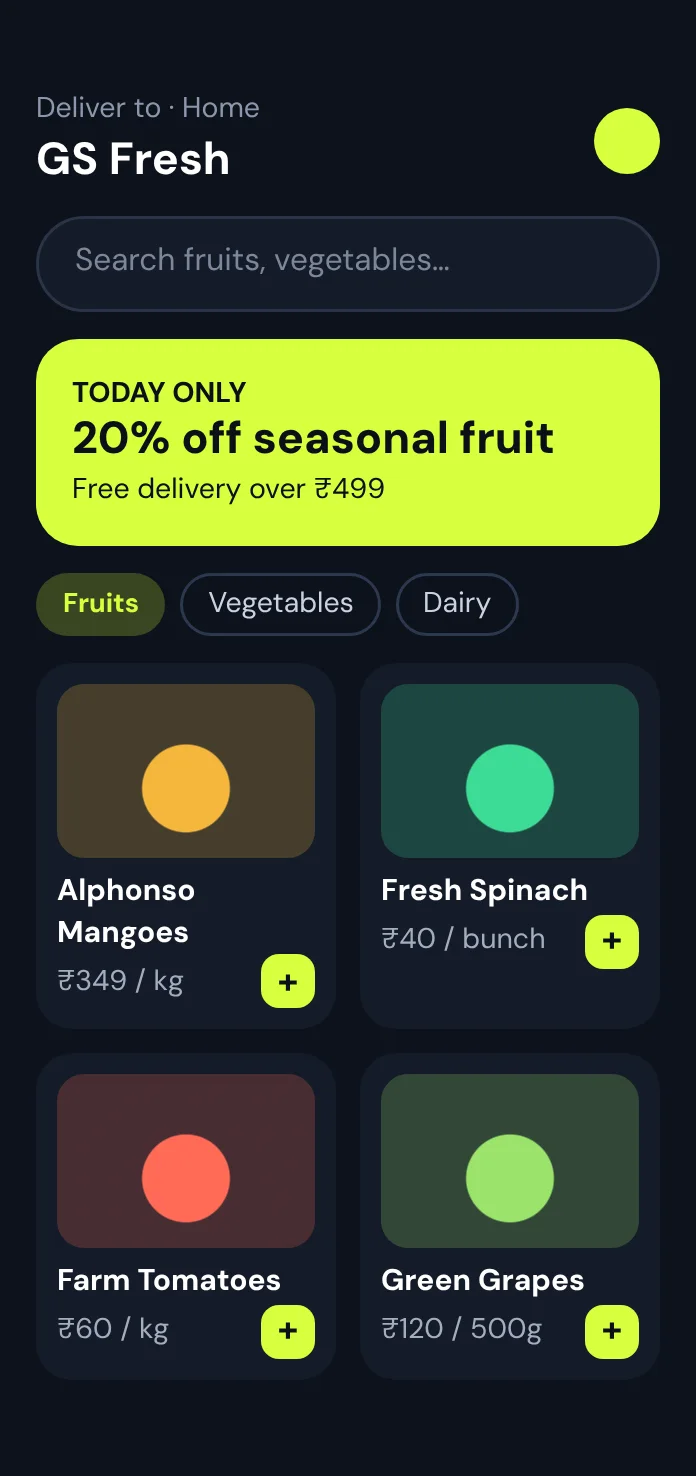 Deliver to · Home
GS Fresh
Search fruits, vegetables…
TODAY ONLY
20% off seasonal fruit
Free delivery over ₹499
Fruits
Vegetables
Dairy
Alphonso
Mangoes
₹349 / kg
+
Fresh Spinach
₹40 / bunch
+
Farm Tomatoes
₹60 / kg
+
Green Grapes
₹120 / 500g
+